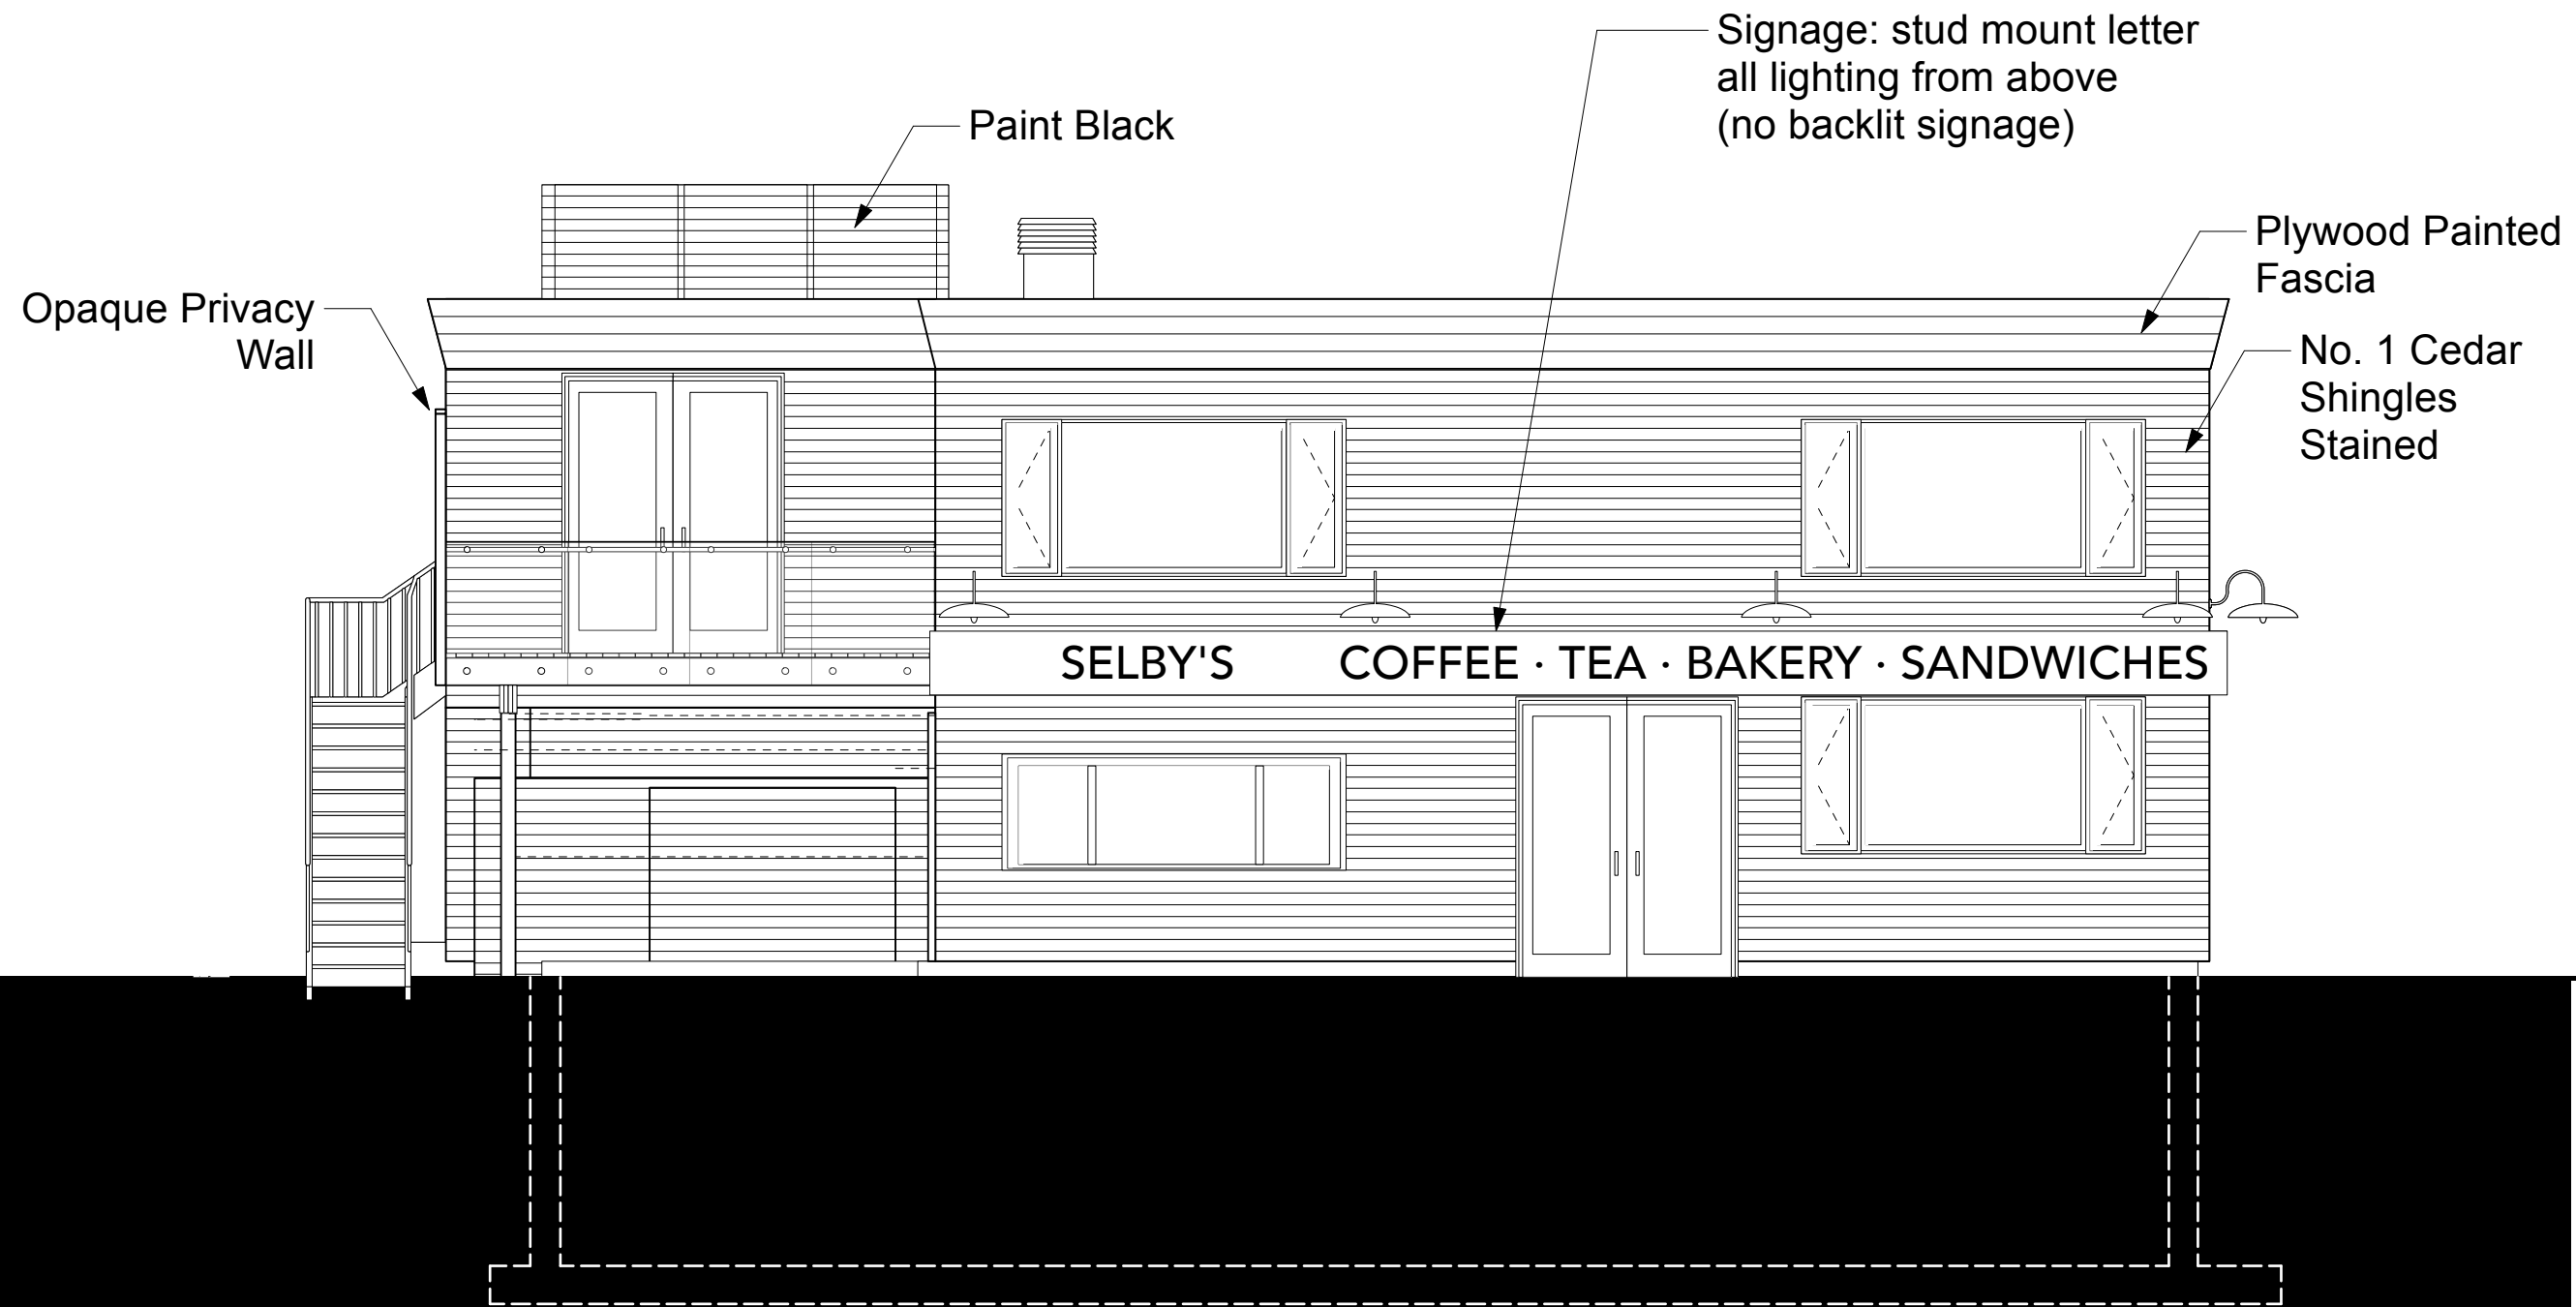 Signage: stud mount letter
all lighting from above
(no backlit signage)
Paint Black
Plywood Painted
Fascia
Opaque Privacy
Wall
No. 1 Cedar
Shingles
Stained
SELBY'S COFFEE · TEA · BAKERY · SANDWICHES